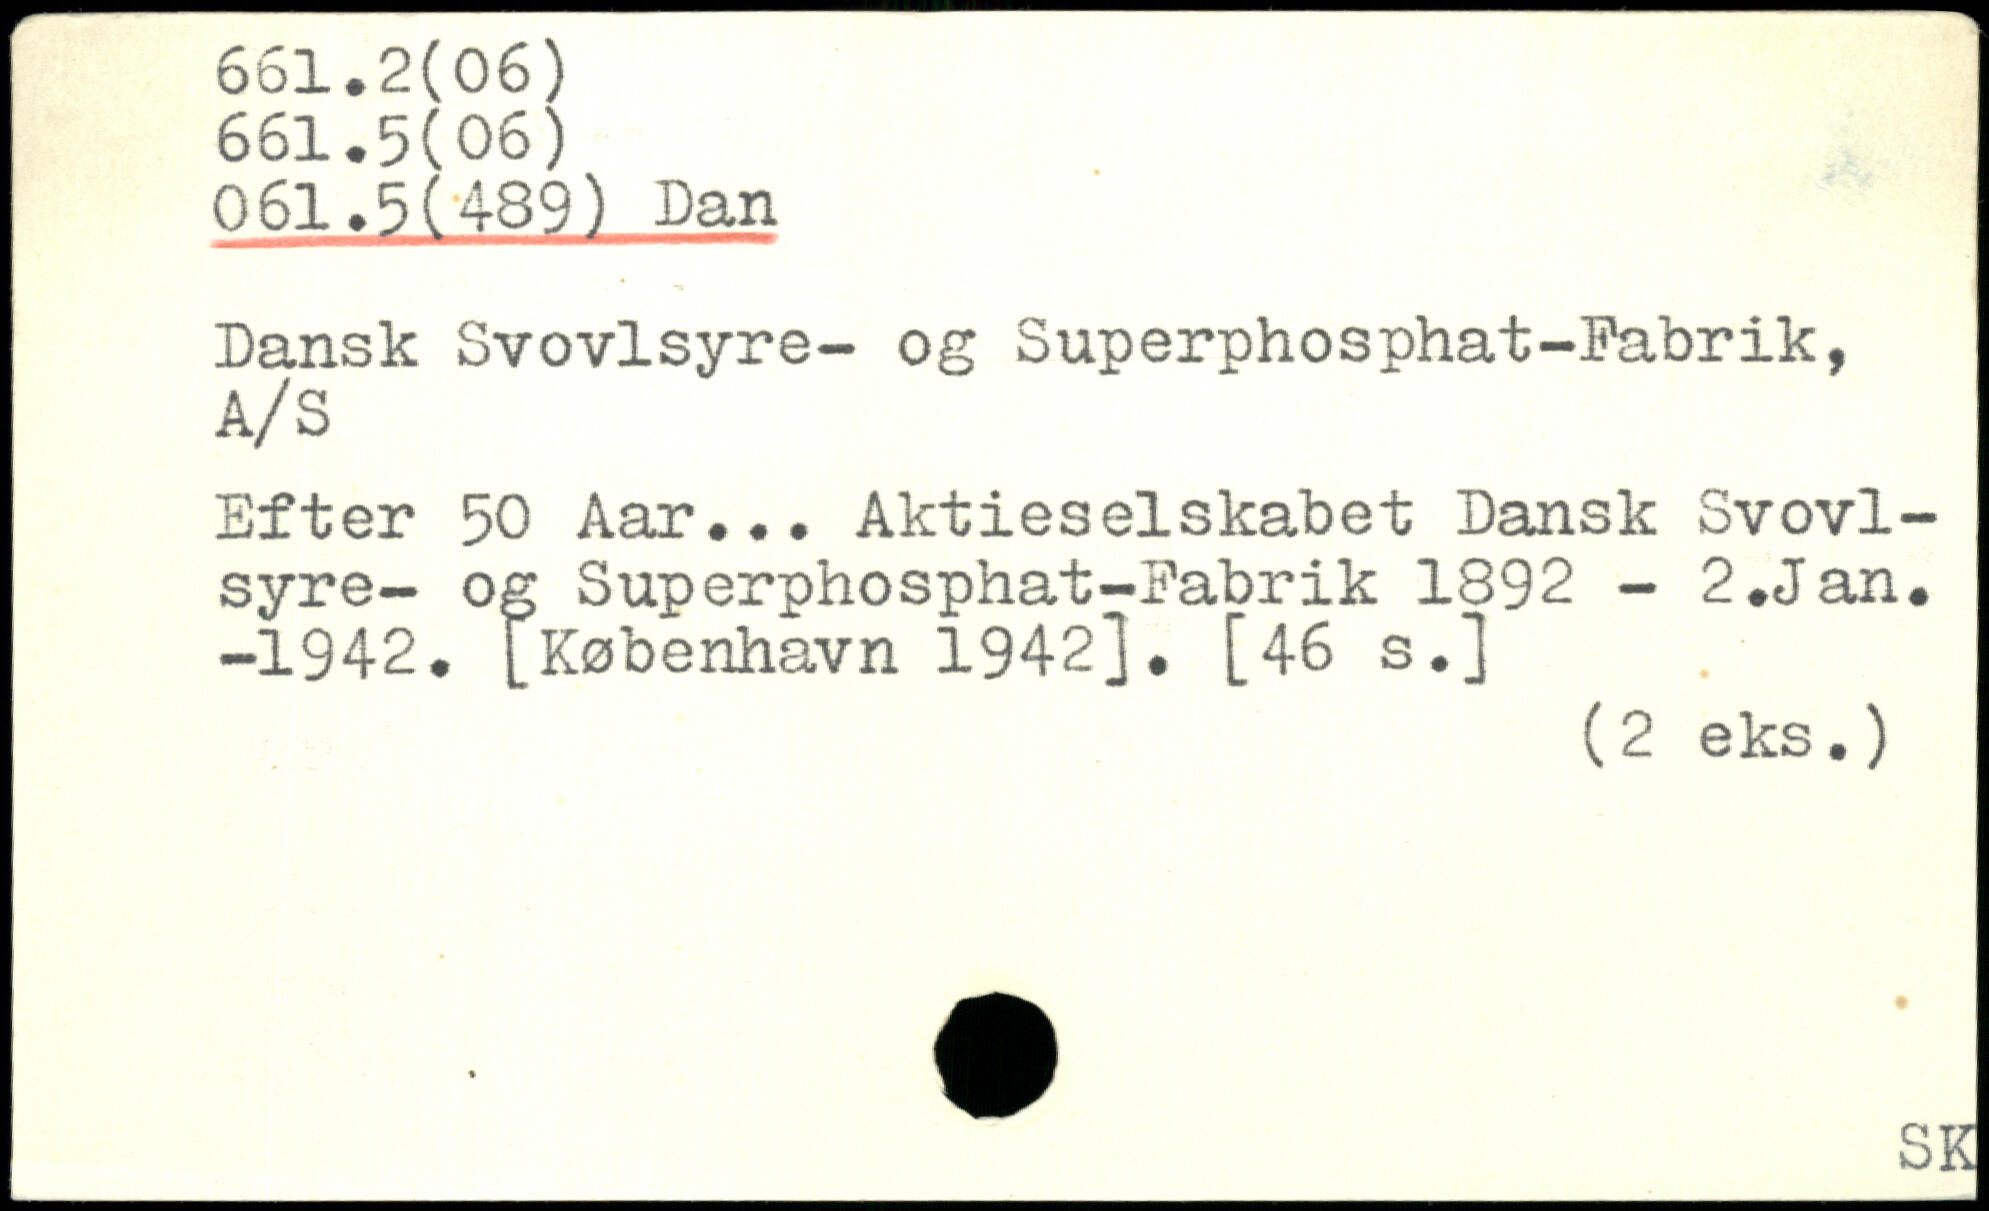 661.2(06)
661.5(06)
061.5(489) Dan
Dansk Svovlsyre- og Superphosphat-Fabrik,
A/S
Efter 50 Aar... Aktieselskabet Dansk Svovl-
syre- og Superphosphat-Fabrik 1892 - 2.Jan.
-1942. [København 1942]. [46 s.]
(2 eks.)
SK